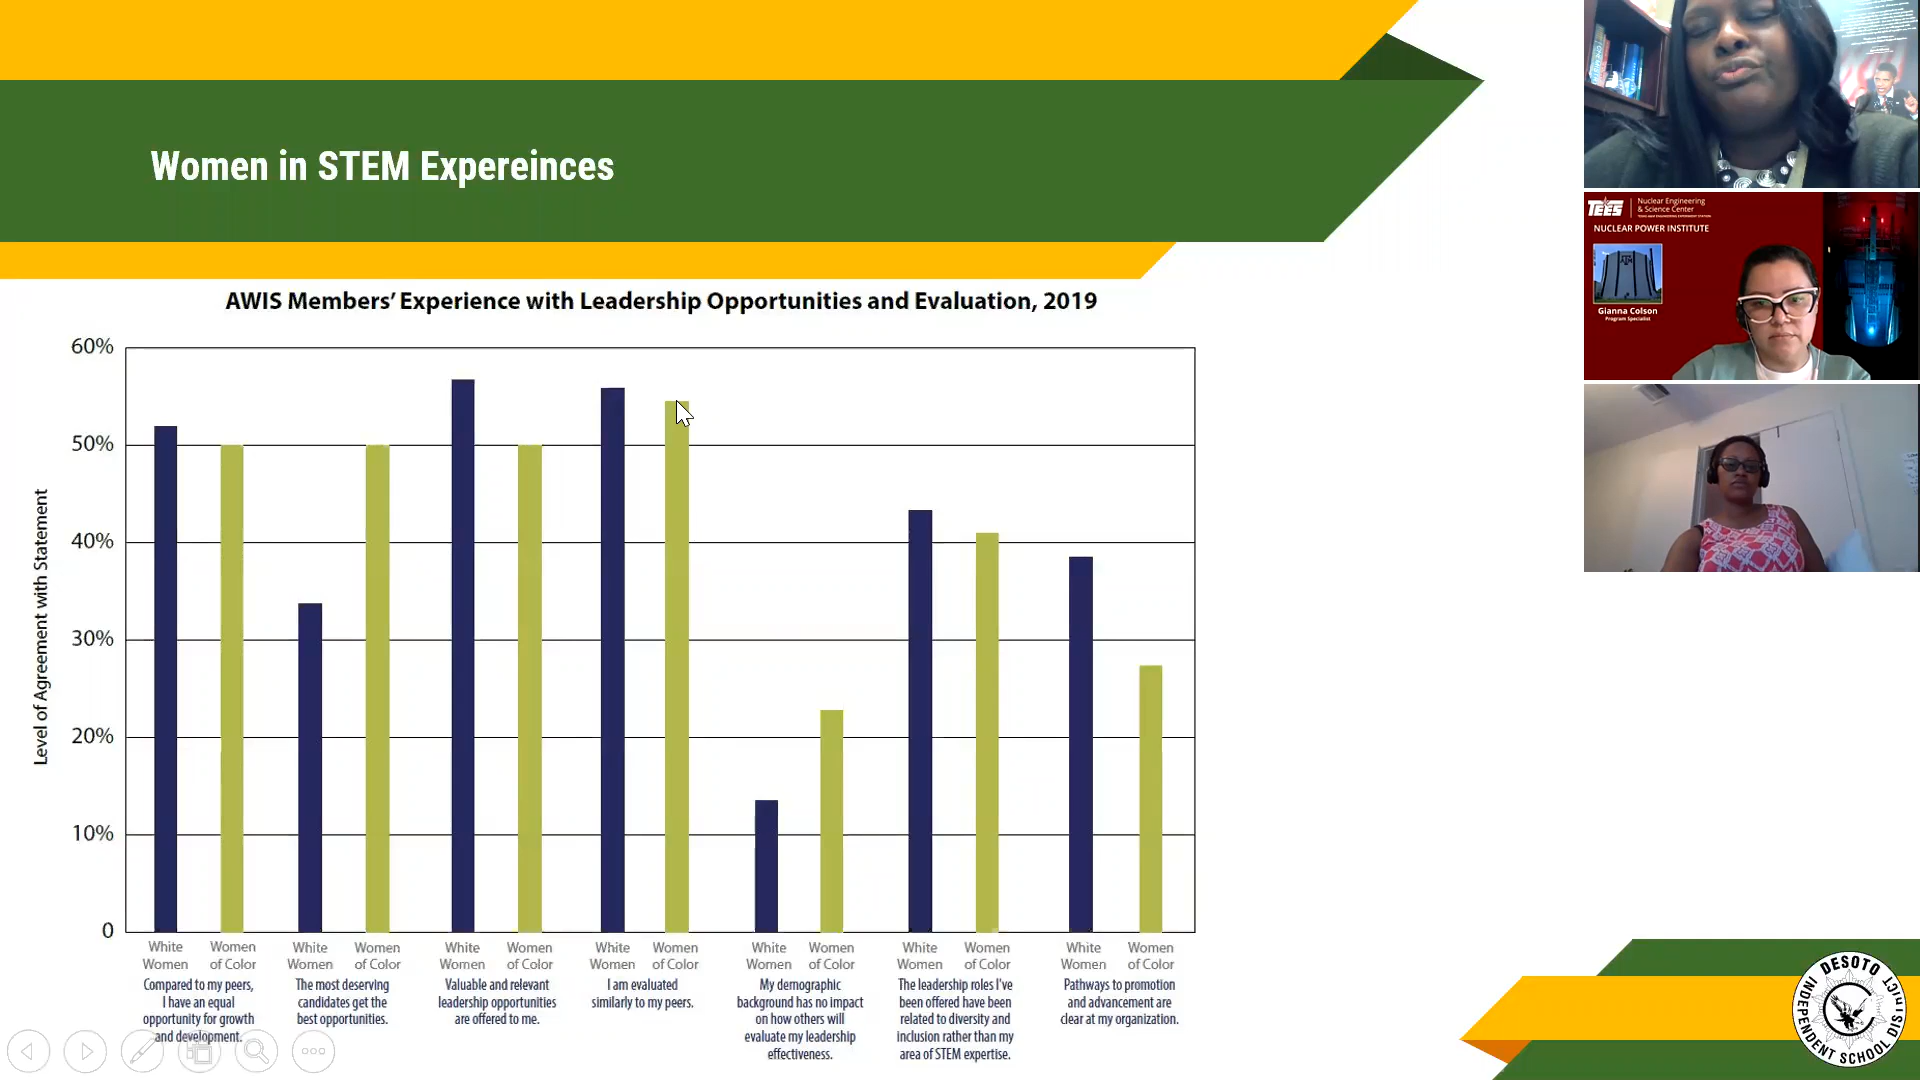 Women in STEM Expereinces
AWIS Members' Experience with Leadership Opportunities and Evaluation, 2019
Level of Agreement with Statement
60%
50%
40%
30%
20%
10%
0
White
Women
Women
of Color
White
Women
Women
of Color
White
Women
Women
of Color
White
Women
Women
of Color
White
Women
Women
of Color
White
Women
Women
of Color
White
Women
Women
of Color
Compared to my peers,
I have an equal
opportunity for growth
and development.
The most deserving
candidates get the
best opportunities.
Valuable and relevant
leadership opportunities
are offered to me.
I am evaluated
similarly to my peers.
My demographic
background has no impact
on how others will
evaluate my leadership
effectiveness.
The leadership roles I've
been offered have been
related to diversity and
inclusion rather than my
area of STEM expertise.
Pathways to promotion
and advancement are
clear at my organization.
TEES
Nuclear Engineering
& Science Center
TEXAS A&M ENGINEERING EXPERIMENT STATION
NUCLEAR POWER INSTITUTE
ATM
Gianna Colson
Program Specialist
DESOTO
INDEPENDENT SCHOOL DISTRICT